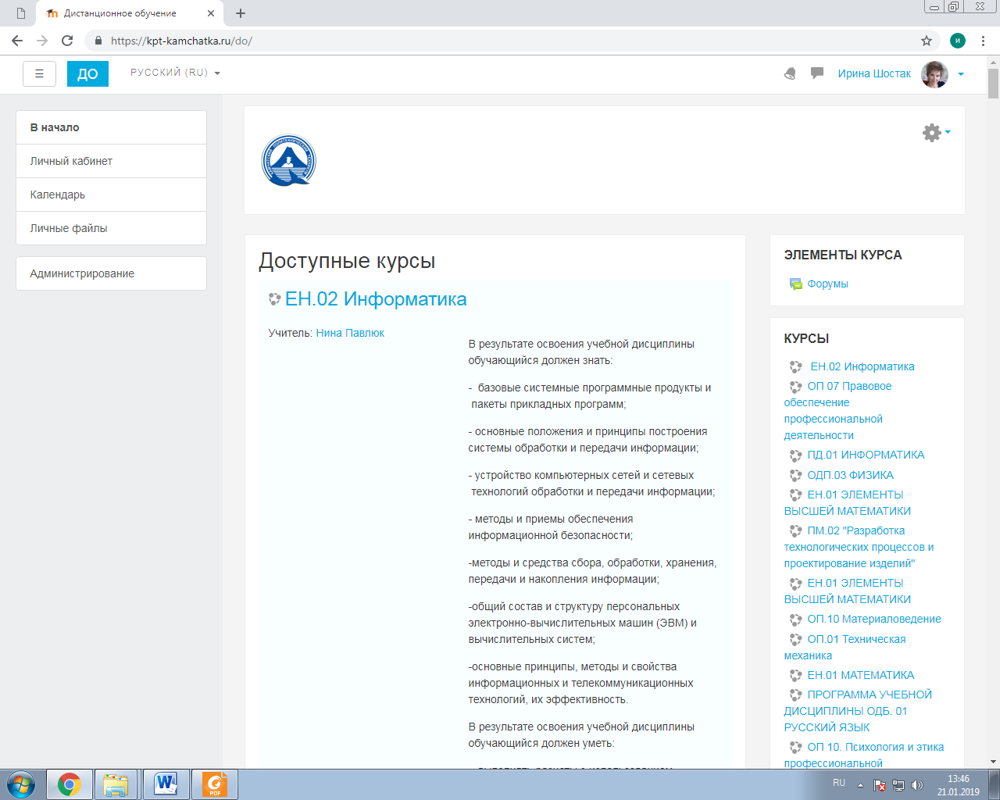 Дистанционное обучение
https://kpt-kamchatka.ru/do/
и
ДО
РУССКИЙ (RU)
Ирина Шостак
В начало
Личный кабинет
Календарь
Личные файлы
Администрирование
Доступные курсы
ЕН.02 Информатика
Учитель: Нина Павлюк
В результате освоения учебной дисциплины
обучающийся должен знать:
- базовые системные программные продукты и
пакеты прикладных программ;
- основные положения и принципы построения
системы обработки и передачи информации;
- устройство компьютерных сетей и сетевых
технологий обработки и передачи информации;
- методы и приемы обеспечения
информационной безопасности;
-методы и средства сбора, обработки, хранения,
передачи и накопления информации;
-общий состав и структуру персональных
электронно-вычислительных машин (ЭВМ) и
вычислительных систем;
-основные принципы, методы и свойства
информационных и телекоммуникационных
технологий, их эффективность.
В результате освоения учебной дисциплины
обучающийся должен уметь:
ЭЛЕМЕНТЫ КУРСА
Форумы
КУРСЫ
ЕН.02 Информатика
ОП 07 Правовое
обеспечение
профессиональной
деятельности
ПД.01 ИНФОРМАТИКА
ОДП.03 ФИЗИКА
ЕН.01 ЭЛЕМЕНТЫ
ВЫСШЕЙ МАТЕМАТИКИ
ПМ.02 "Разработка
технологических процессов и
проектирование изделий"
ЕН.01 ЭЛЕМЕНТЫ
ВЫСШЕЙ МАТЕМАТИКИ
ОП.10 Материаловедение
ОП.01 Техническая
механика
ЕН.01 МАТЕМАТИКА
ПРОГРАММА УЧЕБНОЙ
ДИСЦИПЛИНЫ ОДБ. 01
РУССКИЙ ЯЗЫК
ОП 10. Психология и этика
профессиональной
W
PDF
RU
13:46
21.01.2019